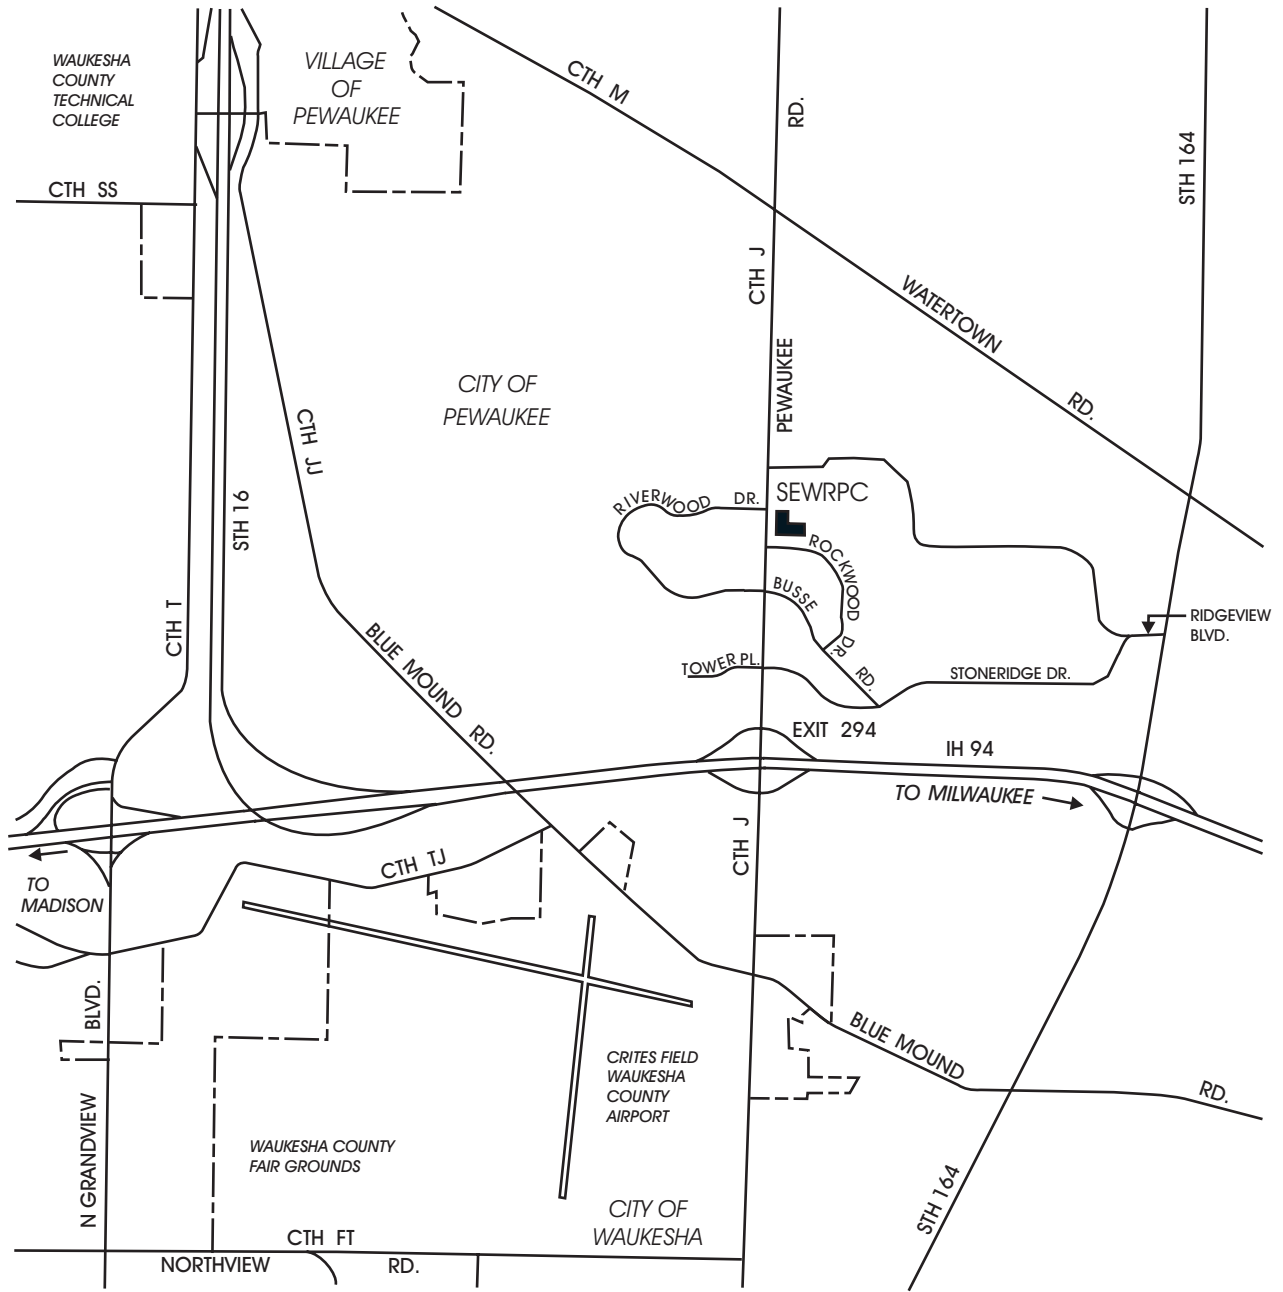 WAUKESHA
COUNTY
TECHNICAL
COLLEGE
VILLAGE
OF
PEWAUKEE
CTH M
RD.
STH 164
CTH SS
CTH J
WATERTOWN
RD.
PEWAUKEE
CITY OF
PEWAUKEE
CTH JJ
STH 16
CTH T
SEWRPC
RIVERWOOD DR.
ROCKWOOD DR.
BUSSE RD.
TOWER PL.
STONERIDGE DR.
RIDGEVIEW
BLVD.
BLUE MOUND RD.
EXIT 294
IH 94
TO MILWAUKEE
CTH J
CTH TJ
TO
MADISON
BLVD.
N GRANDVIEW
CRITES FIELD
WAUKESHA
COUNTY
AIRPORT
BLUE MOUND
RD.
WAUKESHA COUNTY
FAIR GROUNDS
CITY OF
WAUKESHA
STH 164
CTH FT
NORTHVIEW RD.